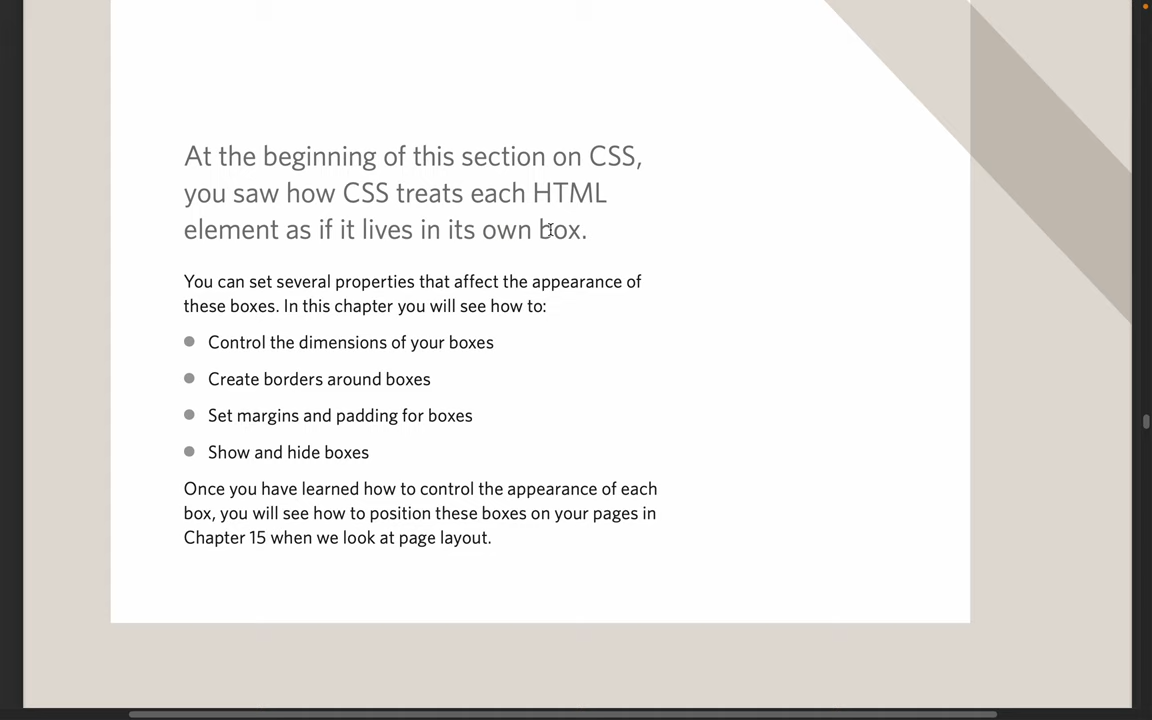 At the beginning of this section on CSS,
you saw how CSS treats each HTML
element as if it lives in its own box.
You can set several properties that affect the appearance of
these boxes. In this chapter you will see how to:
Control the dimensions of your boxes
Create borders around boxes
Set margins and padding for boxes
Show and hide boxes
Once you have learned how to control the appearance of each
box, you will see how to position these boxes on your pages in
Chapter 15 when we look at page layout.